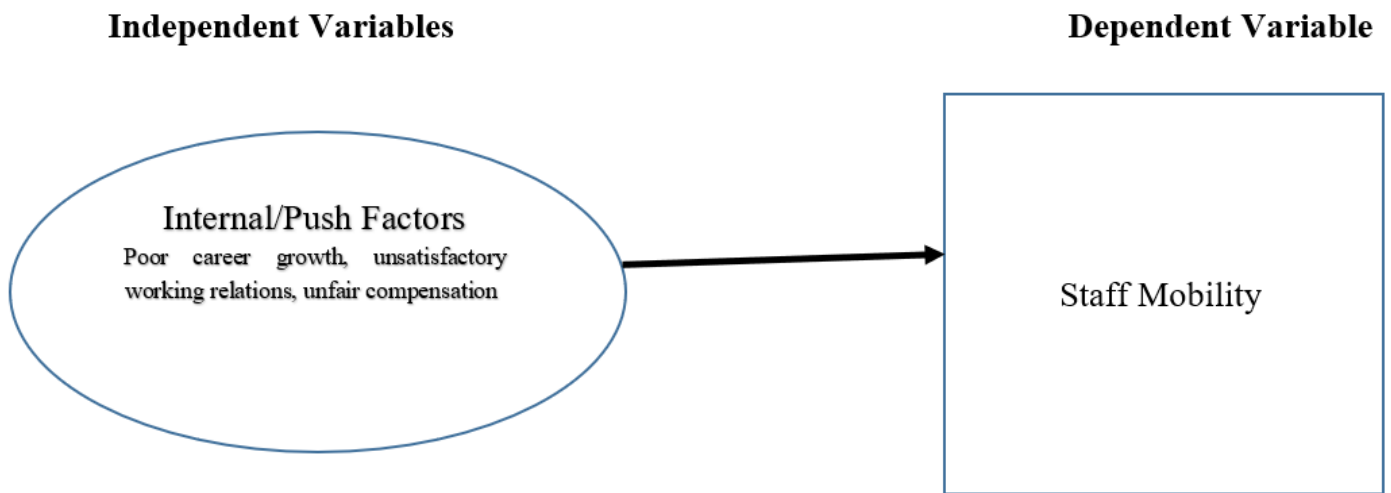 Independent Variables
Dependent Variable
Internal/Push Factors
Poor career growth, unsatisfactory
working relations, unfair compensation
Staff Mobility